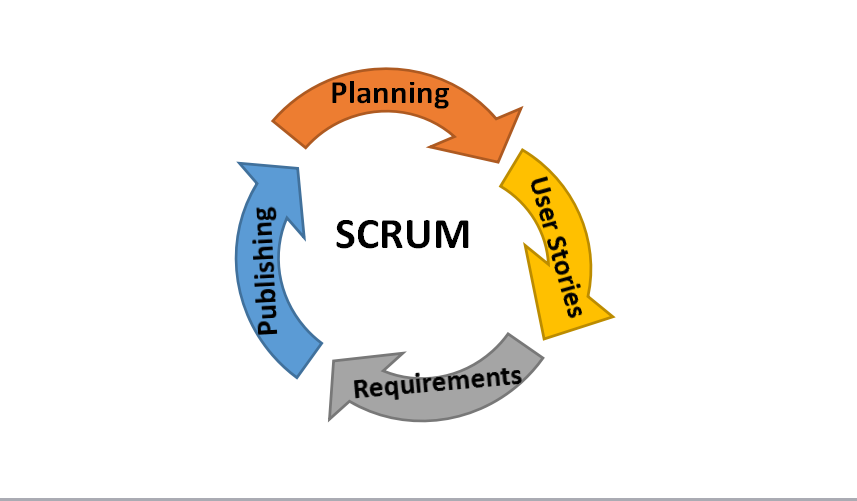 Planning
User Stories
SCRUM
Requirements
Publishing